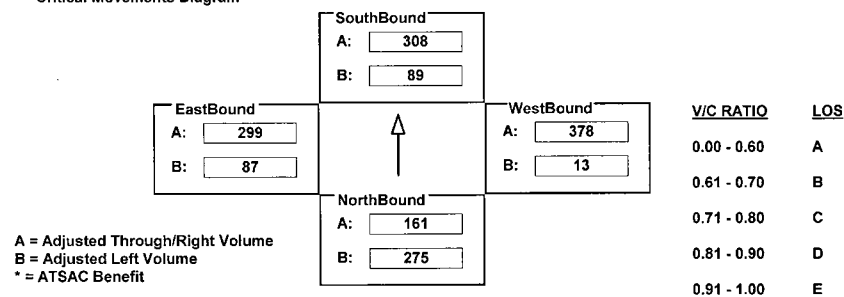 Critical Movements Diagram
SouthBound
A: 308
B: 89
EastBound
A: 299
B: 87
WestBound
A: 378
B: 13
NorthBound
A: 161
B: 275
A = Adjusted Through/Right Volume
B = Adjusted Left Volume
* = ATSAC Benefit
V/C RATIO LOS
0.00 - 0.60 A
0.61 - 0.70 B
0.71 - 0.80 C
0.81 - 0.90 D
0.91 - 1.00 E